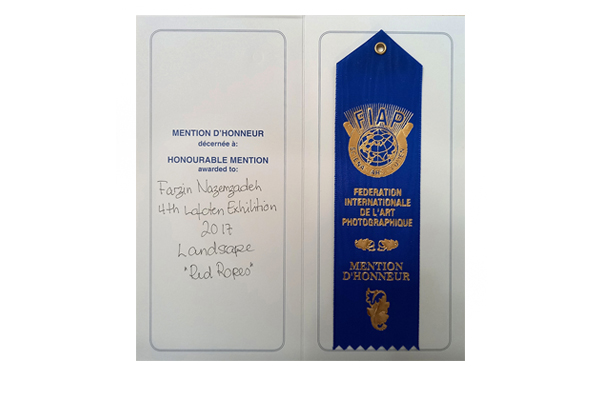 MENTION D'HONNEUR
décernée à:
HONOURABLE MENTION
awarded to:
Farzin Nazemzadeh
4th Lofoten Exhibition
2017
Landscape
"Red Ropes"
FIAP
FEDERATION
INTERNATIONALE
DE L'ART
PHOTOGRAPHIQUE
MENTION
D'HONNEUR